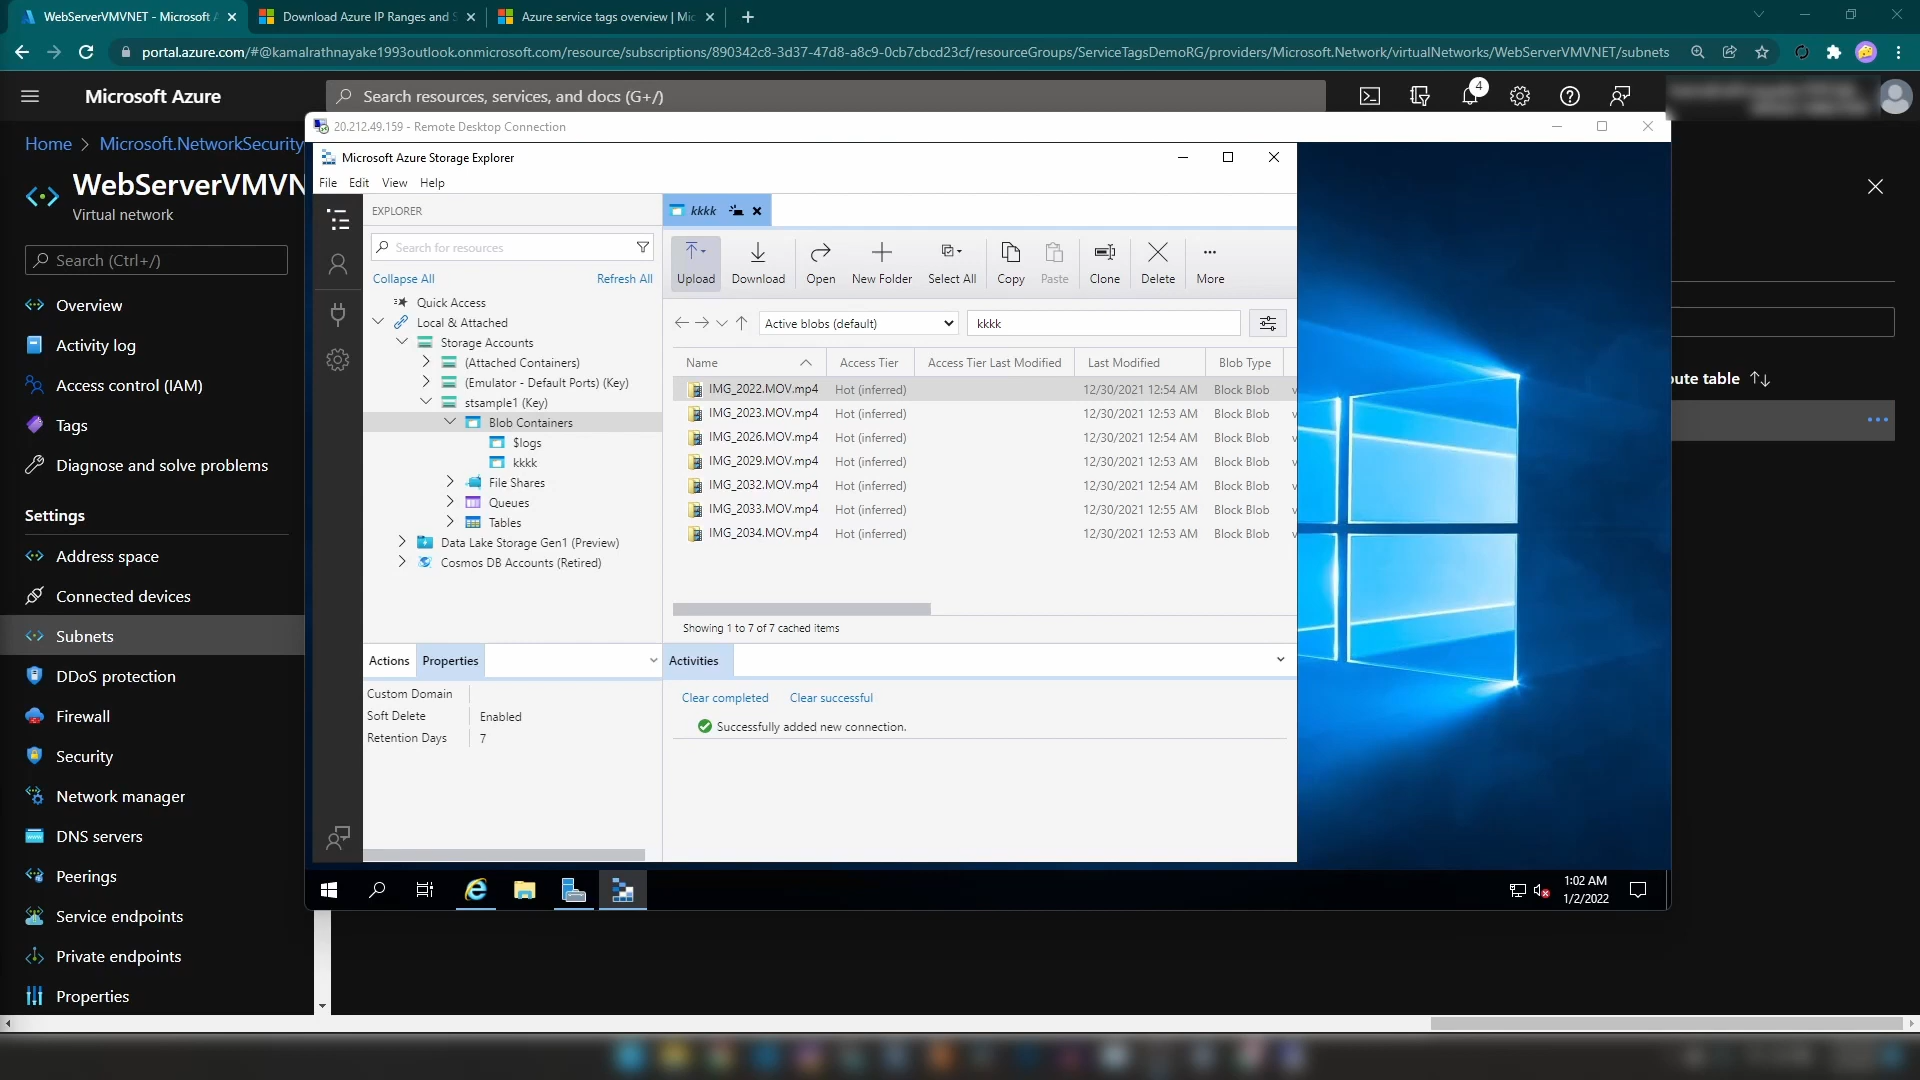 WebServerVMVNET - Microsoft A
Download Azure IP Ranges and S
Azure service tags overview | Mic
portal.azure.com/#@kamalrathnayake1993outlook.onmicrosoft.com/resource/subscriptions/890342c8-3d37-47d8-a8c9-0cb7cbcd23cf/resourceGroups/ServiceTagsDemoRG/providers/Microsoft.Network/virtualNetworks/WebServerVMVNET/subnets
Microsoft Azure
Search resources, services, and docs (G+/)
4
Home > Microsoft.NetworkSecurity
WebServerVMVN
Virtual network
Search (Ctrl+/)
Overview
Activity log
Access control (IAM)
Tags
Diagnose and solve problems
Settings
Address space
Connected devices
Subnets
DDoS protection
Firewall
Security
Network manager
DNS servers
Peerings
Service endpoints
Private endpoints
Properties
20.212.49.159 - Remote Desktop Connection
Microsoft Azure Storage Explorer
File Edit View Help
EXPLORER
Search for resources
Collapse All
Refresh All
Quick Access
Local & Attached
Storage Accounts
(Attached Containers)
(Emulator - Default Ports) (Key)
stsample1 (Key)
Blob Containers
$logs
kkkk
File Shares
Queues
Tables
Data Lake Storage Gen1 (Preview)
Cosmos DB Accounts (Retired)
Actions Properties
Custom Domain
Soft Delete Enabled
Retention Days 7
kkkk
Upload Download Open New Folder Select All Copy Paste Clone Delete More
Active blobs (default)
kkkk
Name Access Tier Access Tier Last Modified Last Modified Blob Type
IMG_2022.MOV.mp4 Hot (inferred) 12/30/2021 12:54 AM Block Blob v
IMG_2023.MOV.mp4 Hot (inferred) 12/30/2021 12:53 AM Block Blob v
IMG_2026.MOV.mp4 Hot (inferred) 12/30/2021 12:54 AM Block Blob v
IMG_2029.MOV.mp4 Hot (inferred) 12/30/2021 12:53 AM Block Blob v
IMG_2032.MOV.mp4 Hot (inferred) 12/30/2021 12:54 AM Block Blob v
IMG_2033.MOV.mp4 Hot (inferred) 12/30/2021 12:55 AM Block Blob v
IMG_2034.MOV.mp4 Hot (inferred) 12/30/2021 12:53 AM Block Blob v
Showing 1 to 7 of 7 cached items
Activities
Clear completed Clear successful
Successfully added new connection.
oute table
1:02 AM
1/2/2022